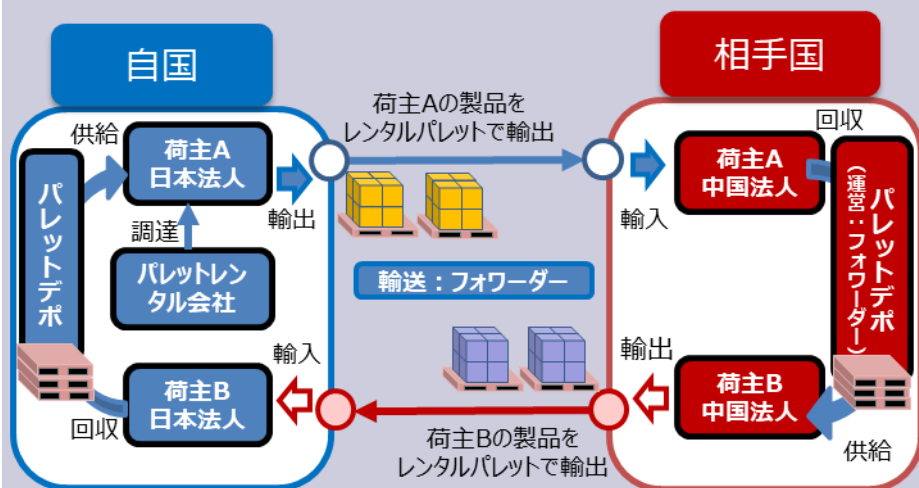 自国
相手国
供給
荷主A
日本法人
パレットデポ
調達
パレットレン
タル会社
輸出
荷主Aの製品を
レンタルパレットで輸出
輸入
荷主A
中国法人
回収
パレットデポ
(運営:フォワーダー)
輸送:フォワーダー
荷主B
日本法人
回収
輸入
荷主Bの製品を
レンタルパレットで輸出
輸出
荷主B
中国法人
供給